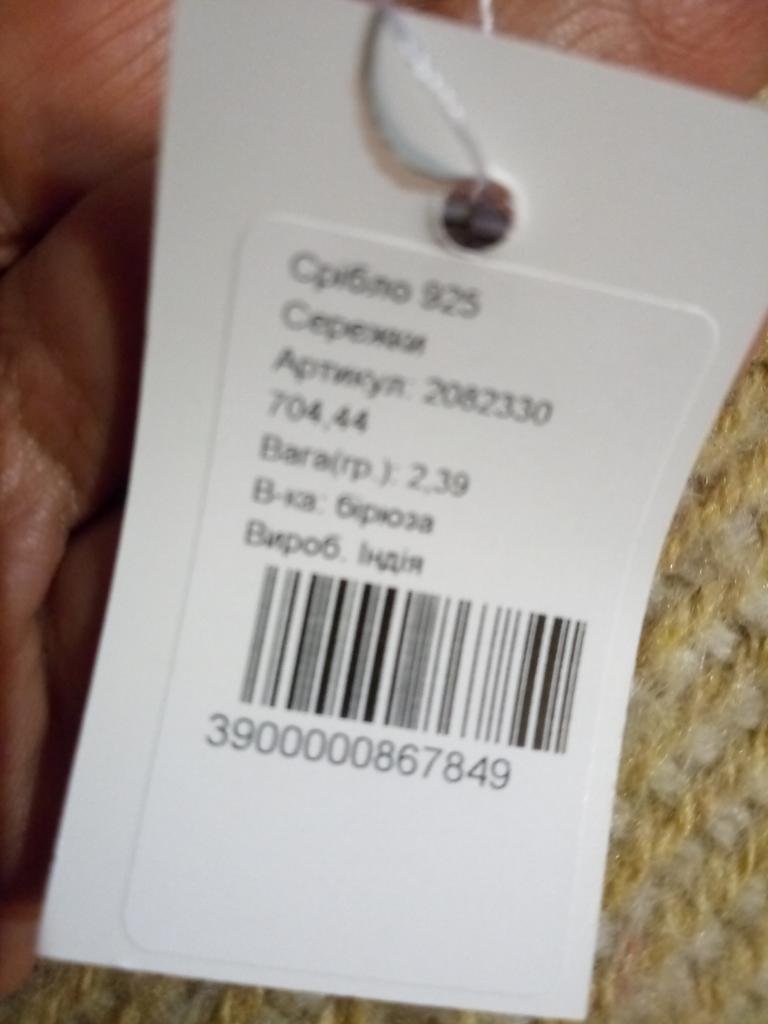 Срібло 925
Сережки
Артикул: 2082330
704,44
Вага(гр.): 2,39
В-ка: бірюза
Вироб. Індія
3900000867849